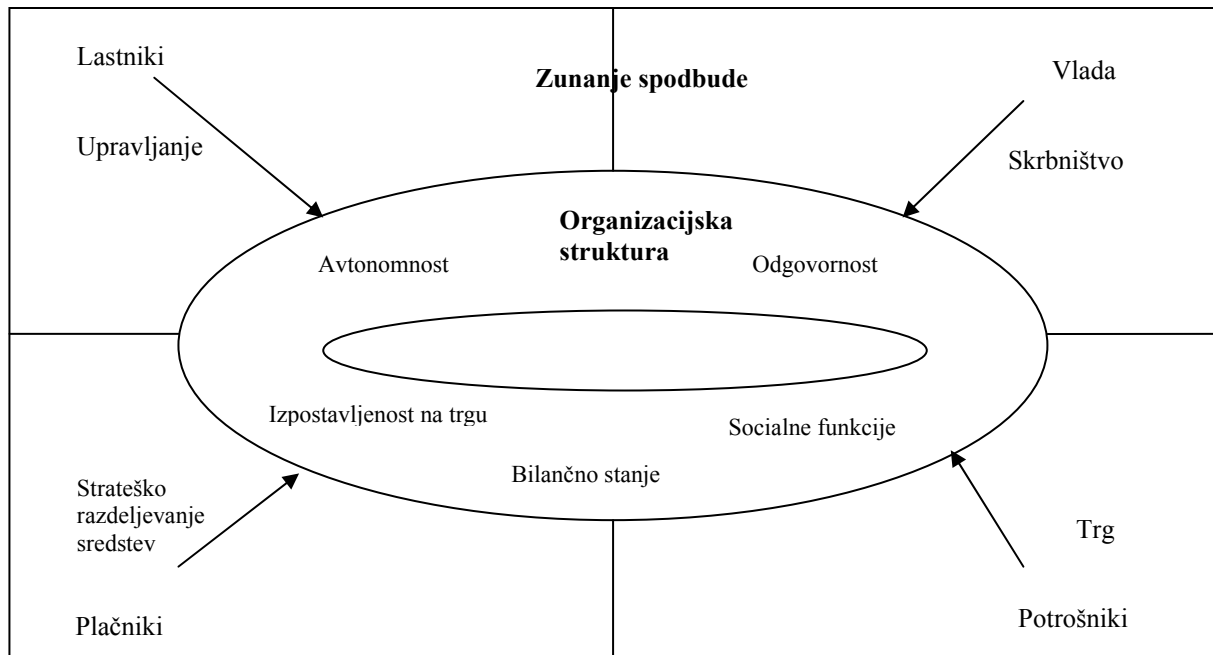 Lastniki
Zunanje spodbude
Vlada
Upravljanje
Skrbništvo
Organizacijska
struktura
Avtonomnost
Odgovornost
Izpostavljenost na trgu
Socialne funkcije
Bilančno stanje
Strateško
razdeljevanje
sredstev
Trg
Plačniki
Potrošniki